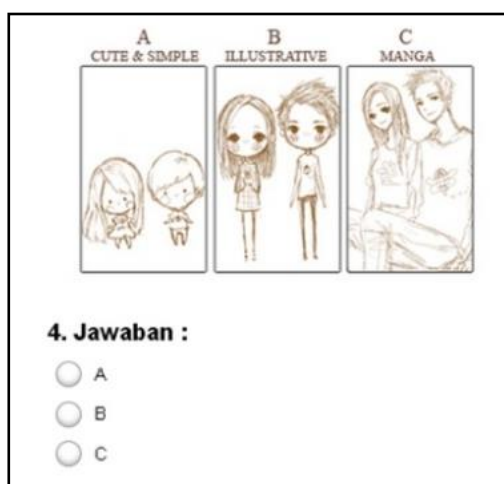 A B C
CUTE & SIMPLE ILLUSTRATIVE MANGA
4. Jawaban :
A
B
C